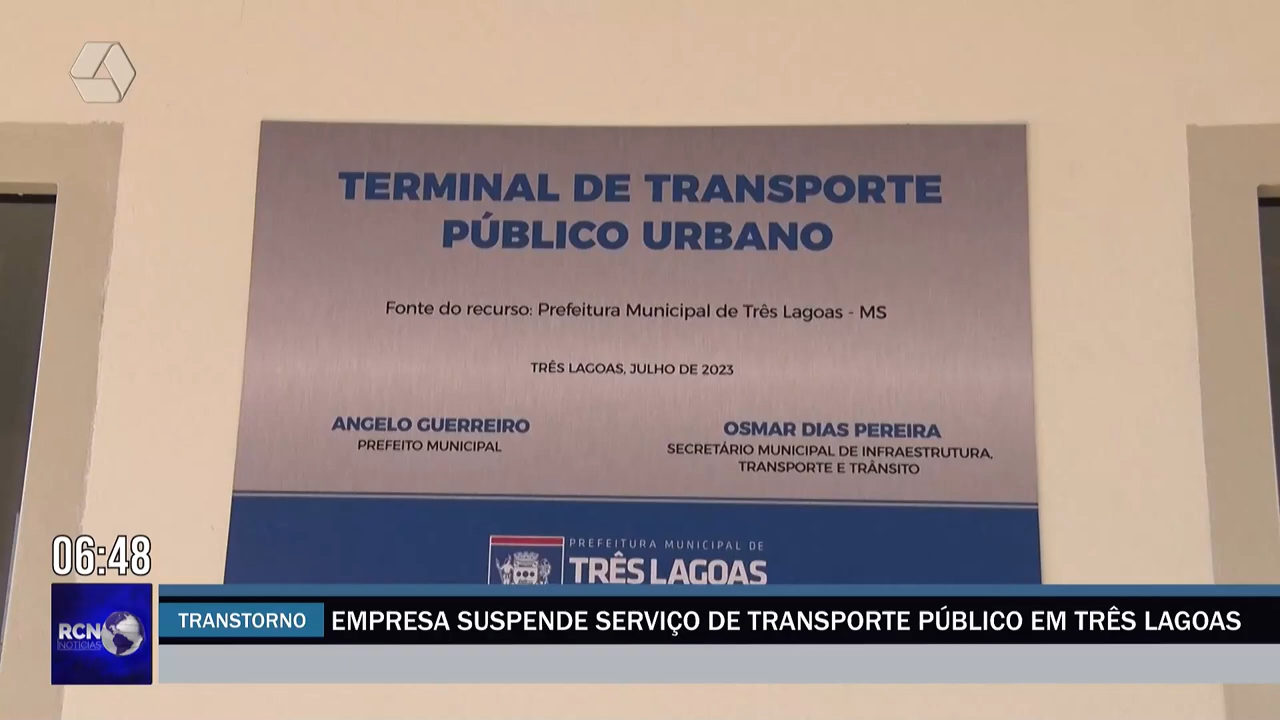 TERMINAL DE TRANSPORTE
PÚBLICO URBANO
Fonte do recurso: Prefeitura Municipal de Três Lagoas - MS
TRÊS LAGOAS, JULHO DE 2023
ANGELO GUERREIRO
PREFEITO MUNICIPAL
OSMAR DIAS PEREIRA
SECRETÁRIO MUNICIPAL DE INFRAESTRUTURA,
TRANSPORTE E TRÂNSITO
PREFEITURA MUNICIPAL DE
TRÊS LAGOAS
06:48
RCN
NOTÍCIAS
TRANSTORNO
EMPRESA SUSPENDE SERVIÇO DE TRANSPORTE PÚBLICO EM TRÊS LAGOAS